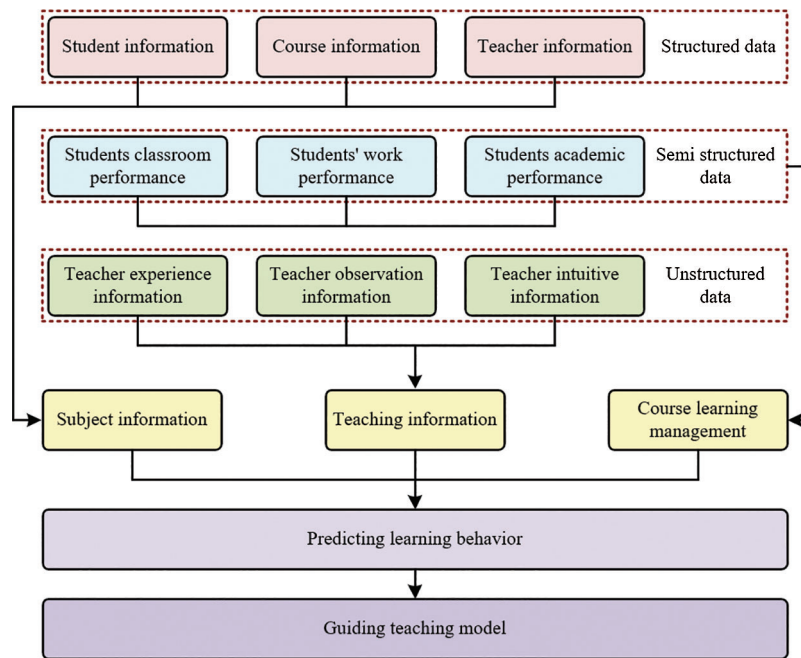 Student information
Course information
Teacher information
Structured data
Students classroom
performance
Students' work
performance
Students academic
performance
Semi structured
data
Teacher experience
information
Teacher observation
information
Teacher intuitive
information
Unstructured
data
Subject information
Teaching information
Course learning
management
Predicting learning behavior
Guiding teaching model